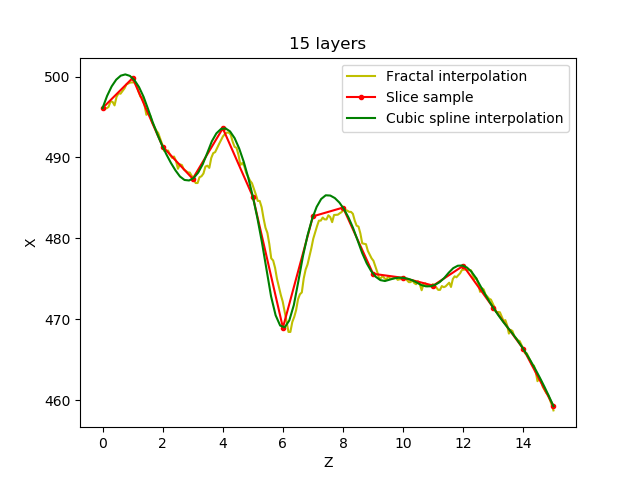 15 layers
Fractal interpolation
Slice sample
Cubic spline interpolation
500
490
480
470
460
X
0 2 4 6 8 10 12 14
Z